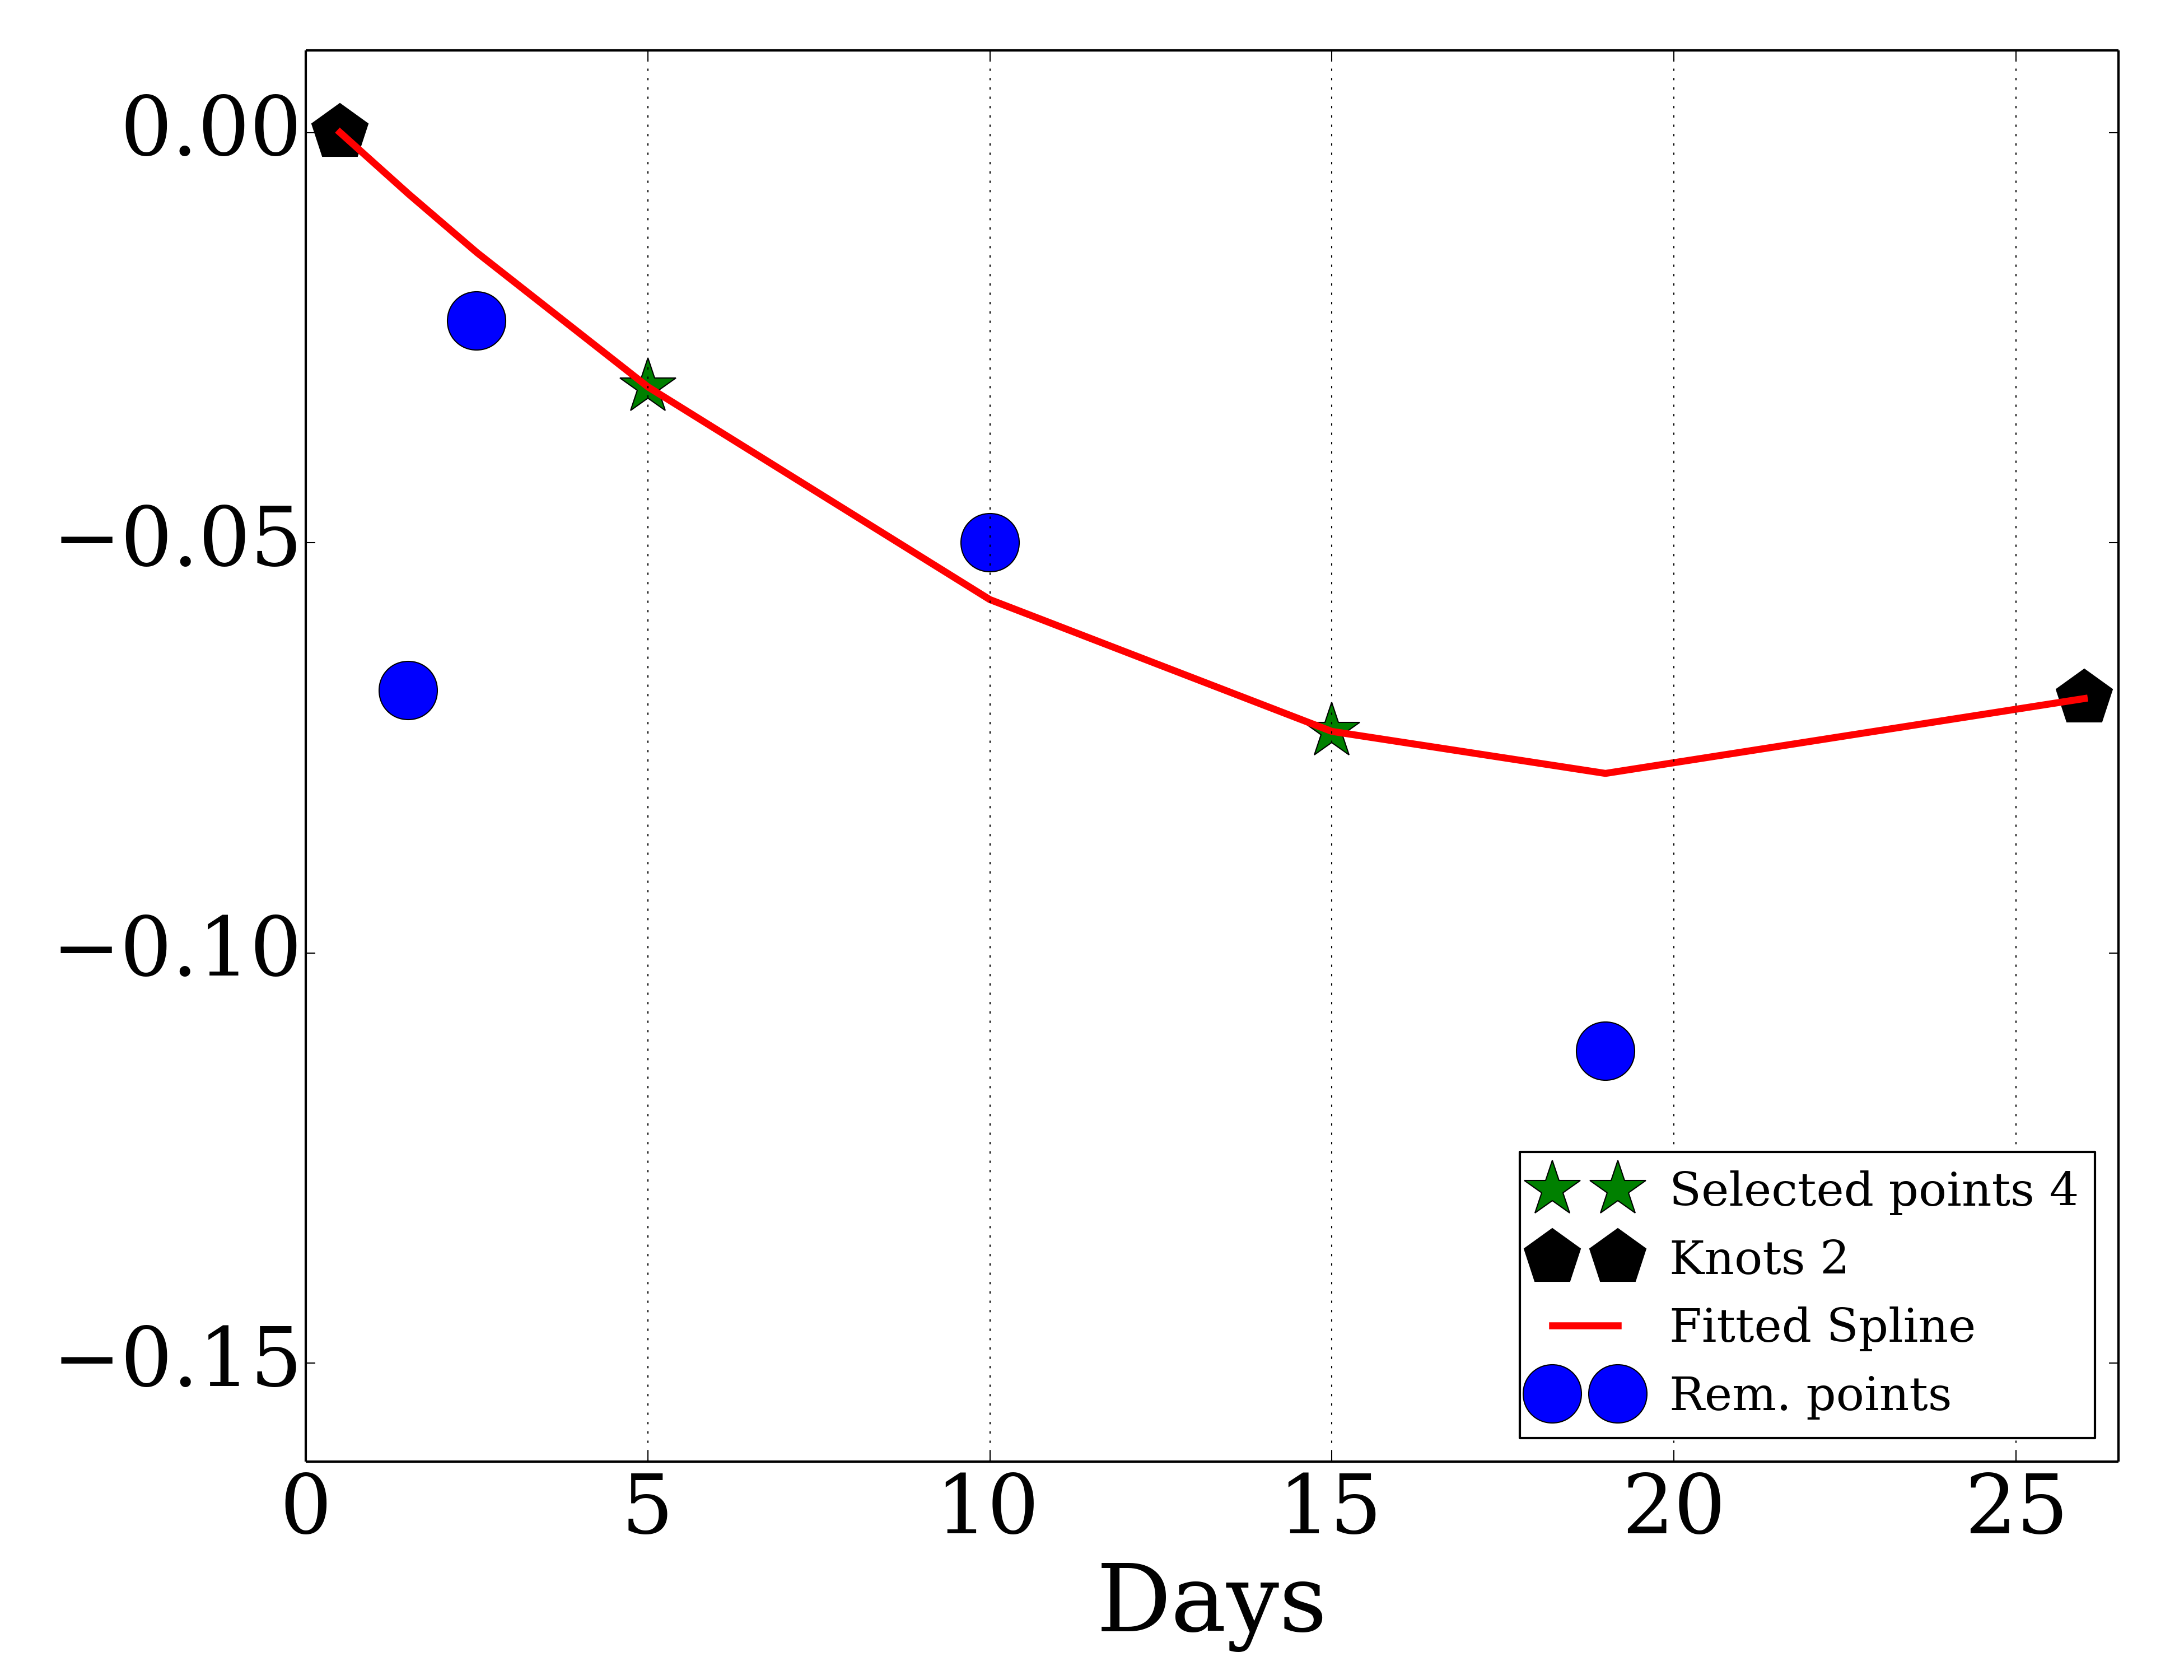 0.00
−0.05
−0.10
−0.15
Selected points 4
Knots 2
Fitted Spline
Rem. points
0 5 10 15 20 25
Days